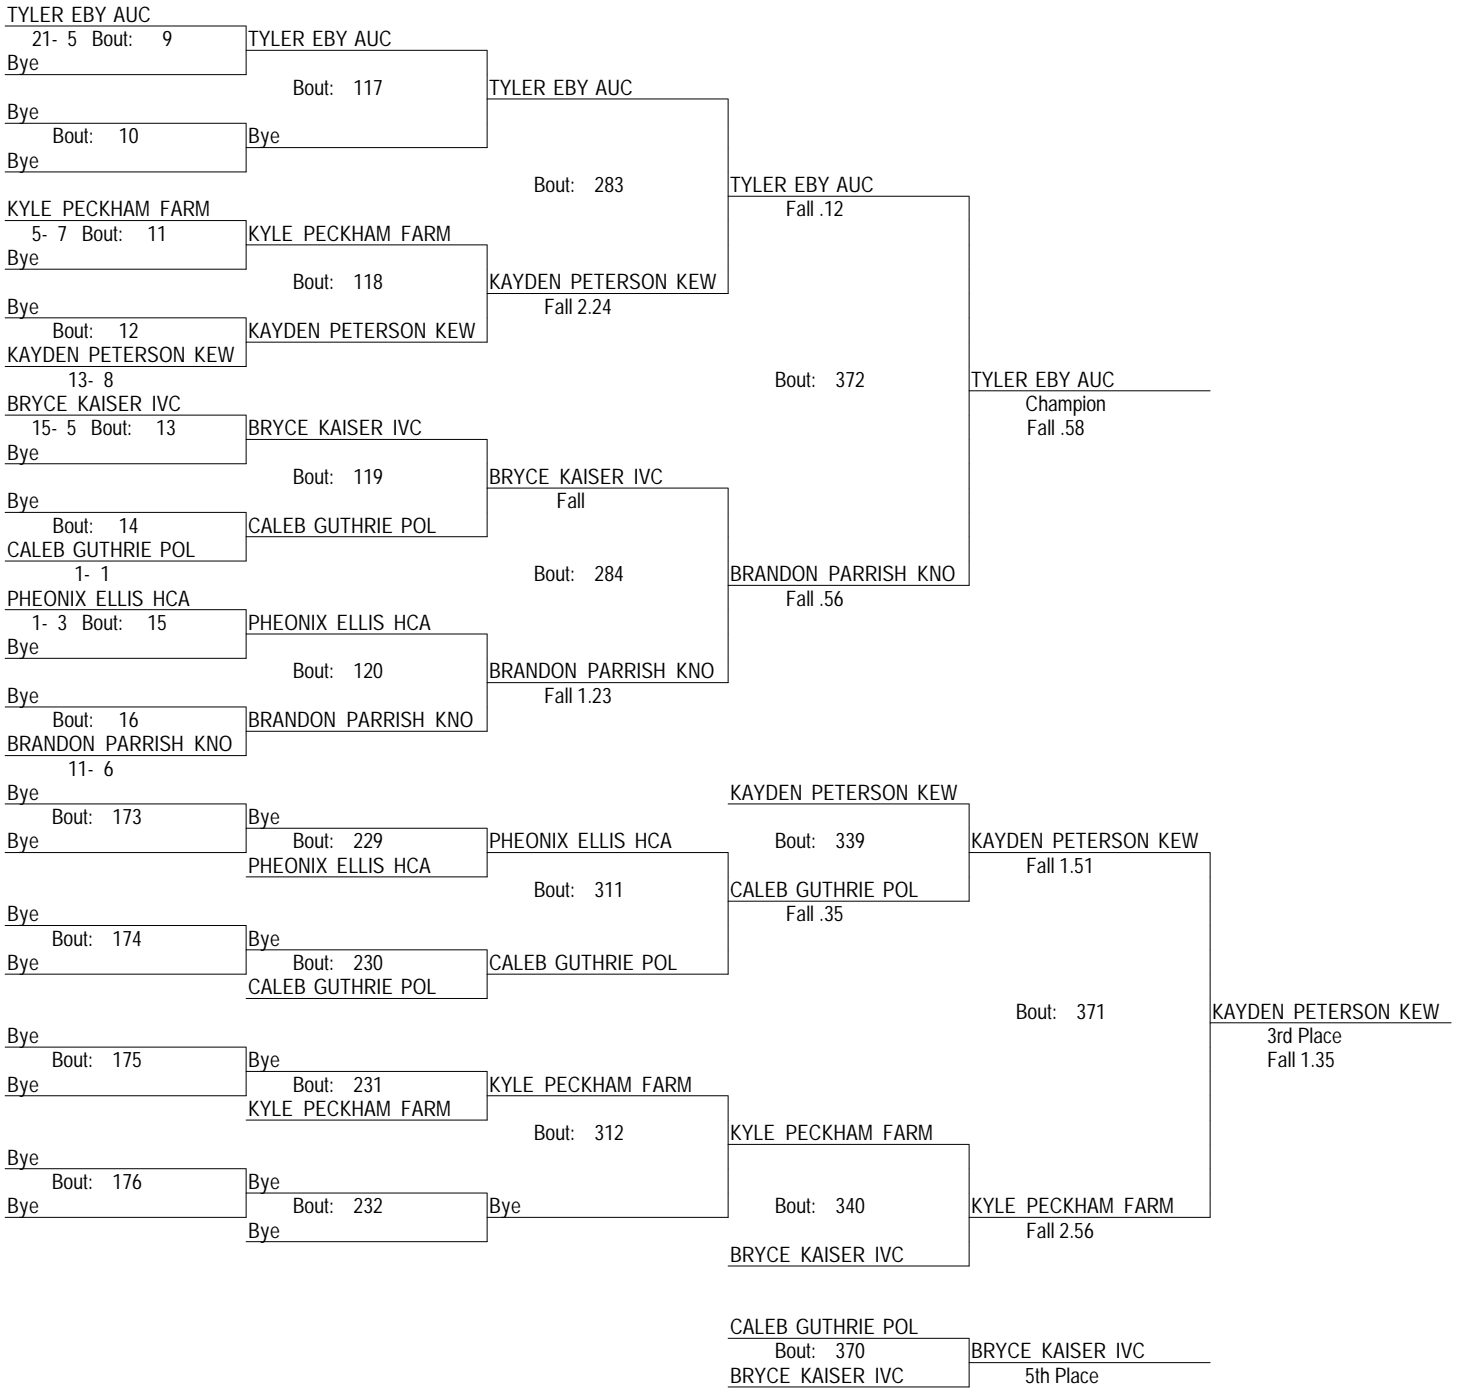 TYLER EBY AUC
21- 5 Bout: 9 TYLER EBY AUC
Bye
Bout: 117 TYLER EBY AUC
Bye
Bout: 10 Bye
Bye
Bout: 283 TYLER EBY AUC
KYLE PECKHAM FARM Fall .12
5- 7 Bout: 11 KYLE PECKHAM FARM
Bye
Bout: 118 KAYDEN PETERSON KEW
Bye Fall 2.24
Bout: 12 KAYDEN PETERSON KEW
KAYDEN PETERSON KEW
13- 8 Bout: 372 TYLER EBY AUC
BRYCE KAISER IVC Champion
15- 5 Bout: 13 BRYCE KAISER IVC Fall .58
Bye
Bout: 119 BRYCE KAISER IVC
Bye Fall
Bout: 14 CALEB GUTHRIE POL
CALEB GUTHRIE POL
1- 1 Bout: 284 BRANDON PARRISH KNO
PHEONIX ELLIS HCA Fall .56
1- 3 Bout: 15 PHEONIX ELLIS HCA
Bye
Bout: 120 BRANDON PARRISH KNO
Bye Fall 1.23
Bout: 16 BRANDON PARRISH KNO
BRANDON PARRISH KNO
11- 6
Bye KAYDEN PETERSON KEW
Bout: 173 Bye
Bye Bout: 229 PHEONIX ELLIS HCA Bout: 339 KAYDEN PETERSON KEW
PHEONIX ELLIS HCA Fall 1.51
Bout: 311 CALEB GUTHRIE POL
Bye Fall .35
Bout: 174 Bye
Bye Bout: 230 CALEB GUTHRIE POL
CALEB GUTHRIE POL
Bout: 371 KAYDEN PETERSON KEW
Bye 3rd Place
Bout: 175 Bye Fall 1.35
Bye Bout: 231 KYLE PECKHAM FARM
KYLE PECKHAM FARM
Bout: 312 KYLE PECKHAM FARM
Bye
Bout: 176 Bye
Bye Bout: 232 Bye Bout: 340 KYLE PECKHAM FARM
Bye Fall 2.56
BRYCE KAISER IVC
CALEB GUTHRIE POL
Bout: 370 BRYCE KAISER IVC
BRYCE KAISER IVC 5th Place